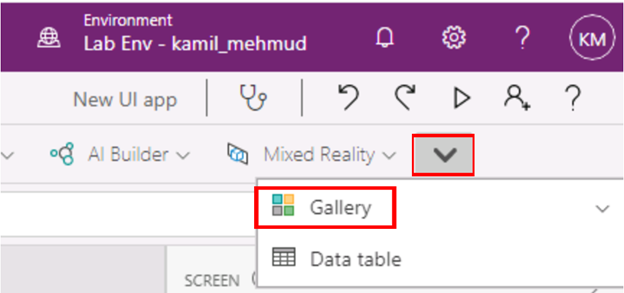 Environment
Lab Env - kamil_mehmud
KM
New UI app
AI Builder
Mixed Reality
Gallery
Data table
SCREEN